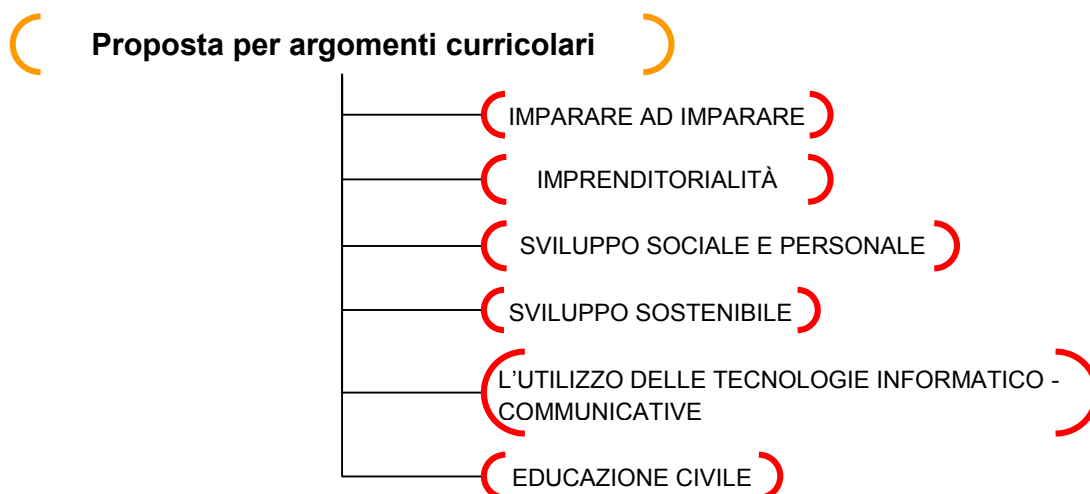 Proposta per argomenti curricolari
IMPARARE AD IMPARARE
IMPRENDITORIALITÀ
SVILUPPO SOCIALE E PERSONALE
SVILUPPO SOSTENIBILE
L'UTILIZZO DELLE TECNOLOGIE INFORMATICO -
COMMUNICATIVE
EDUCAZIONE CIVILE